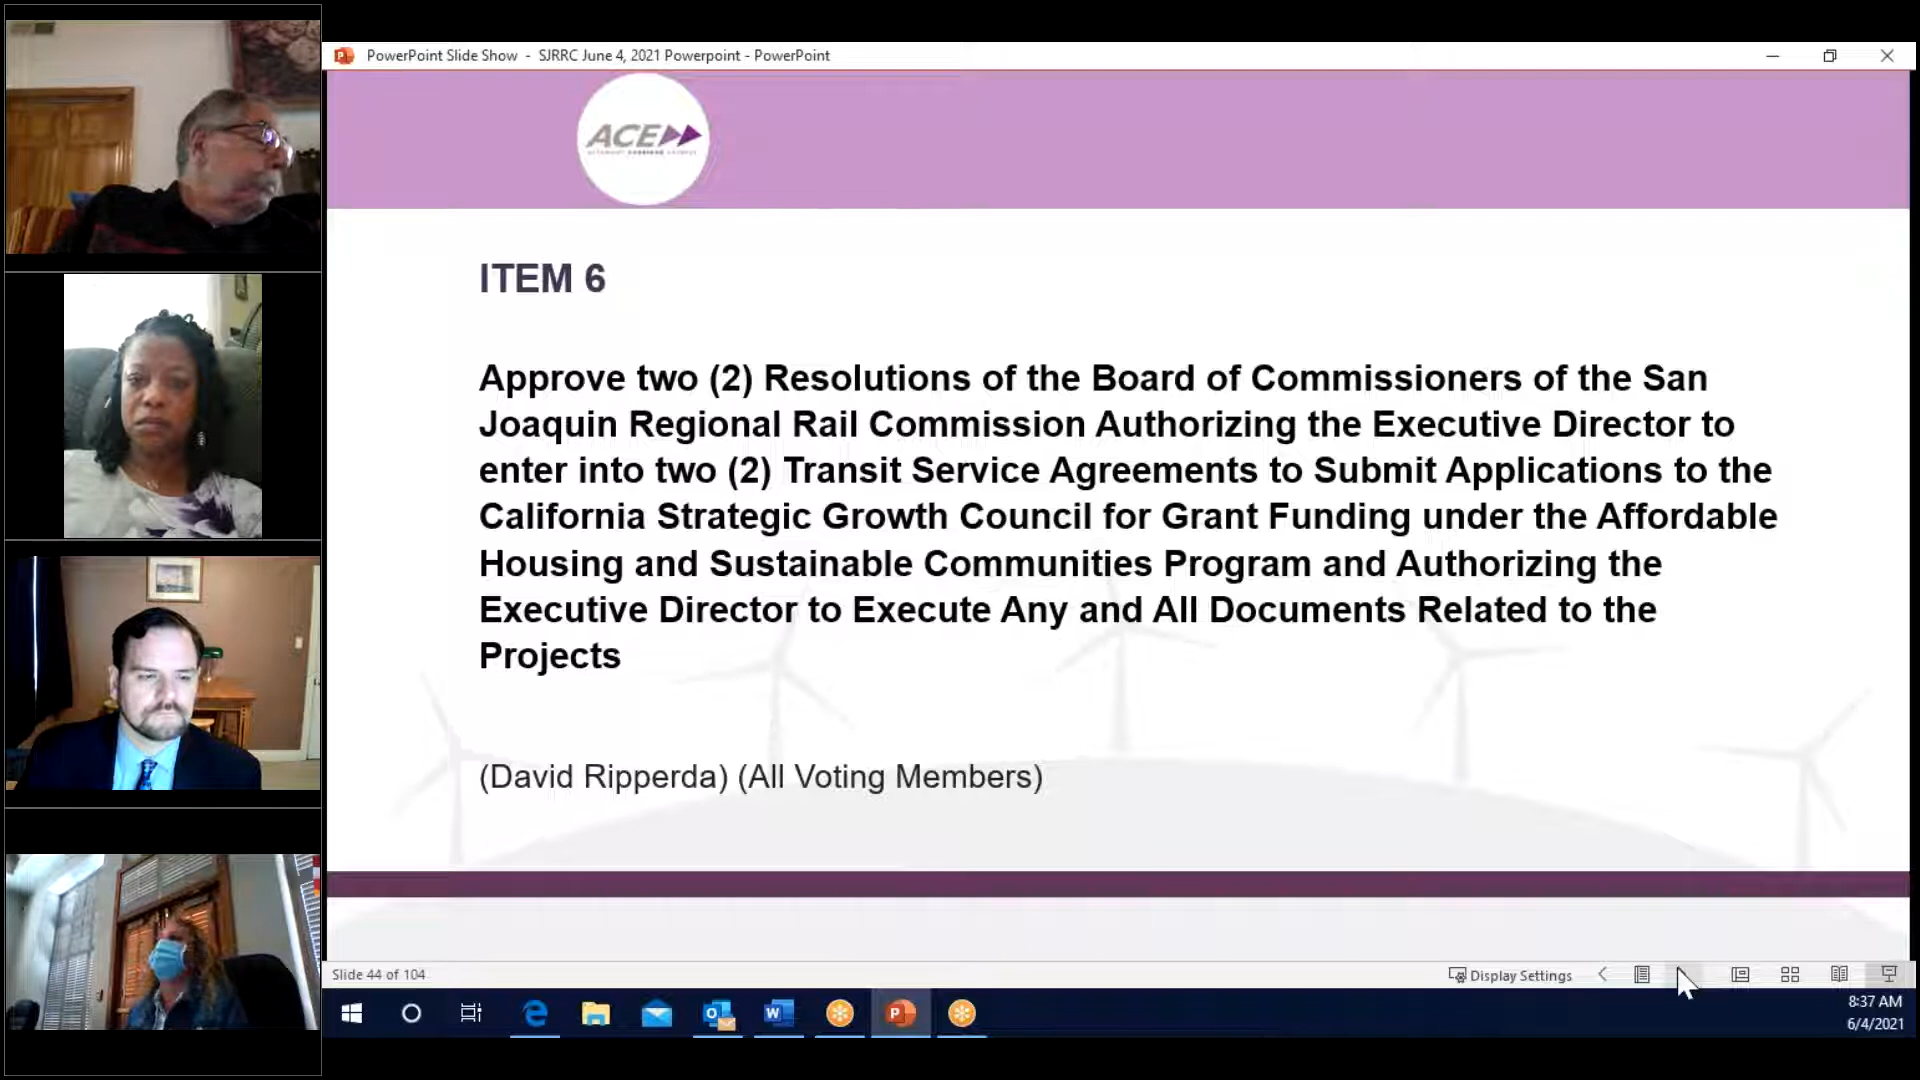 PowerPoint Slide Show - SJRRC June 4, 2021 Powerpoint - PowerPoint
ACE
ITEM 6
Approve two (2) Resolutions of the Board of Commissioners of the San
Joaquin Regional Rail Commission Authorizing the Executive Director to
enter into two (2) Transit Service Agreements to Submit Applications to the
California Strategic Growth Council for Grant Funding under the Affordable
Housing and Sustainable Communities Program and Authorizing the
Executive Director to Execute Any and All Documents Related to the
Projects
(David Ripperda) (All Voting Members)
Slide 44 of 104
Display Settings
8:37 AM
6/4/2021